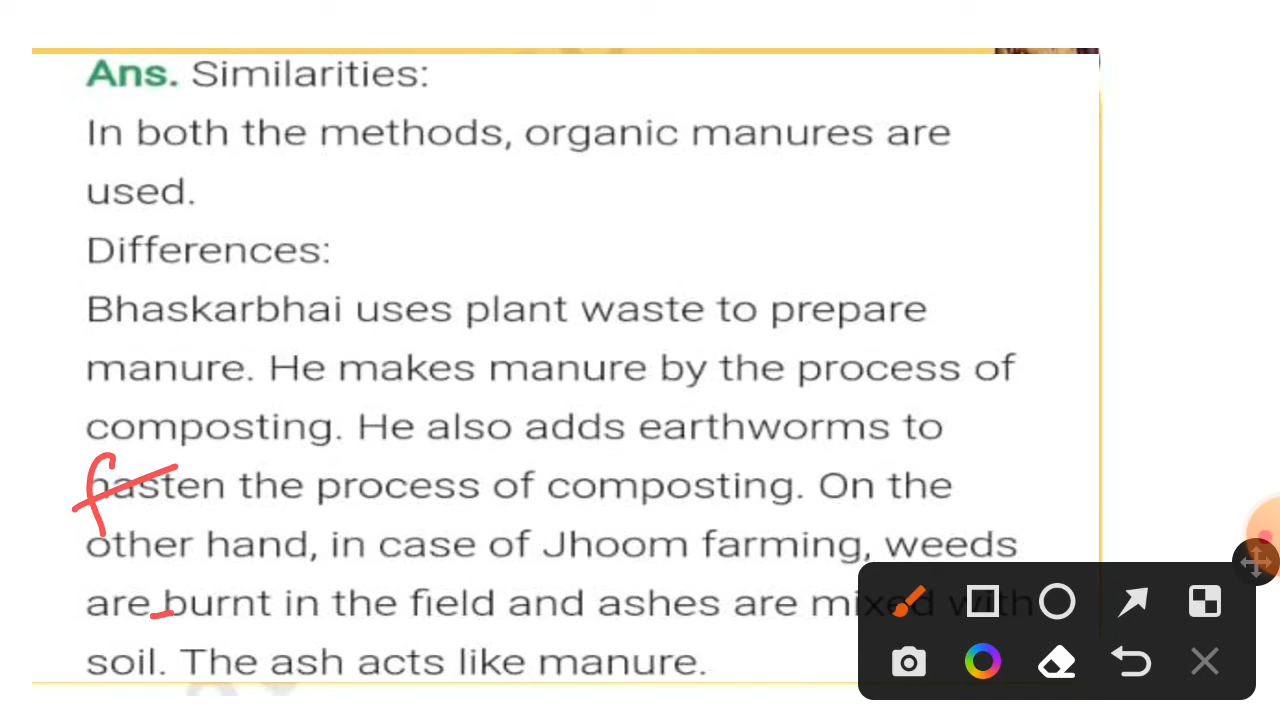 Ans. Similarities:
In both the methods, organic manures are
used.
Differences:
Bhaskarbhai uses plant waste to prepare
manure. He makes manure by the process of
composting. He also adds earthworms to
hasten the process of composting. On the
other hand, in case of Jhoom farming, weeds
are burnt in the field and ashes are mixed with
soil. The ash acts like manure.